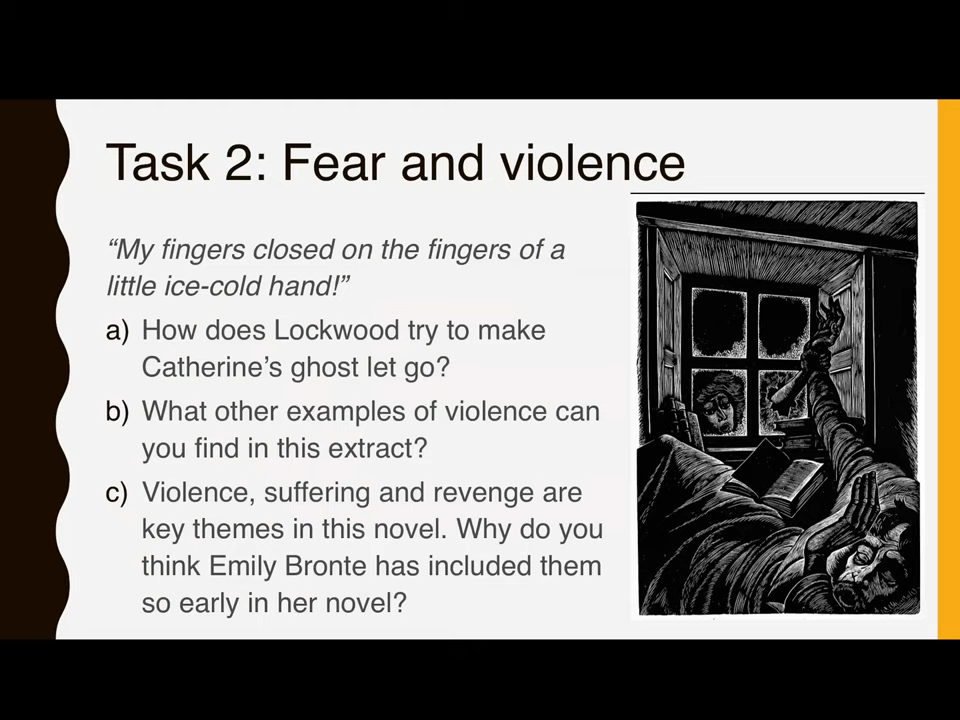 Task 2: Fear and violence
“My fingers closed on the fingers of a
little ice-cold hand!”
a) How does Lockwood try to make
Catherine’s ghost let go?
b) What other examples of violence can
you find in this extract?
c) Violence, suffering and revenge are
key themes in this novel. Why do you
think Emily Bronte has included them
so early in her novel?